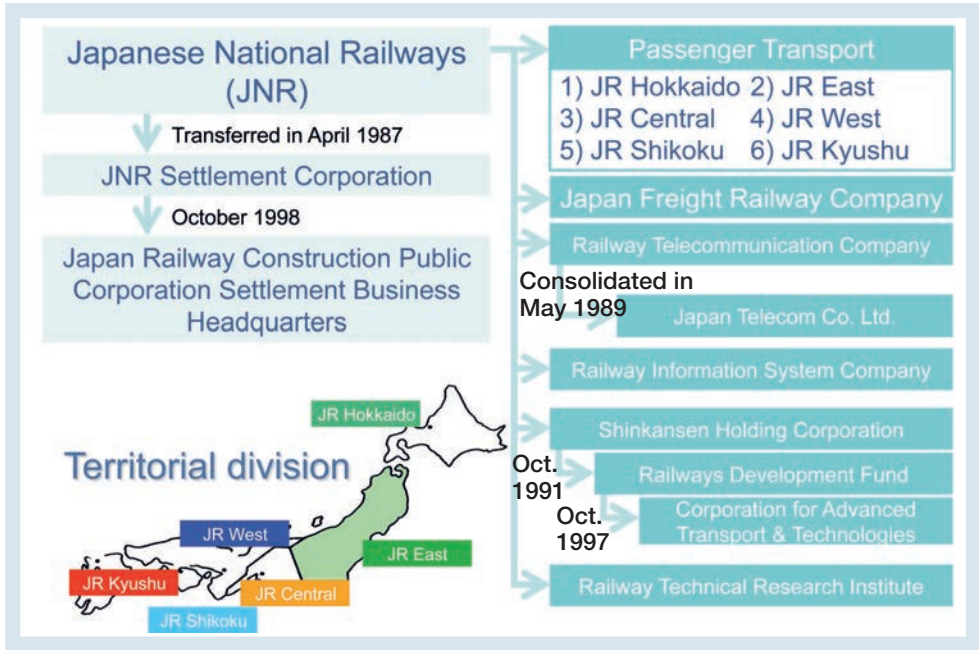 Japanese National Railways
(JNR)
Transferred in April 1987
JNR Settlement Corporation
October 1998
Japan Railway Construction Public
Corporation Settlement Business
Headquarters
Passenger Transport
1) JR Hokkaido 2) JR East
3) JR Central 4) JR West
5) JR Shikoku 6) JR Kyushu
Japan Freight Railway Company
Railway Telecommunication Company
Consolidated in
May 1989
Japan Telecom Co. Ltd.
Railway Information System Company
Shinkansen Holding Corporation
Oct.
1991
Railways Development Fund
Oct.
1997
Corporation for Advanced
Transport & Technologies
Railway Technical Research Institute
Territorial division
JR Hokkaido
JR West
JR East
JR Kyushu
JR Central
JR Shikoku